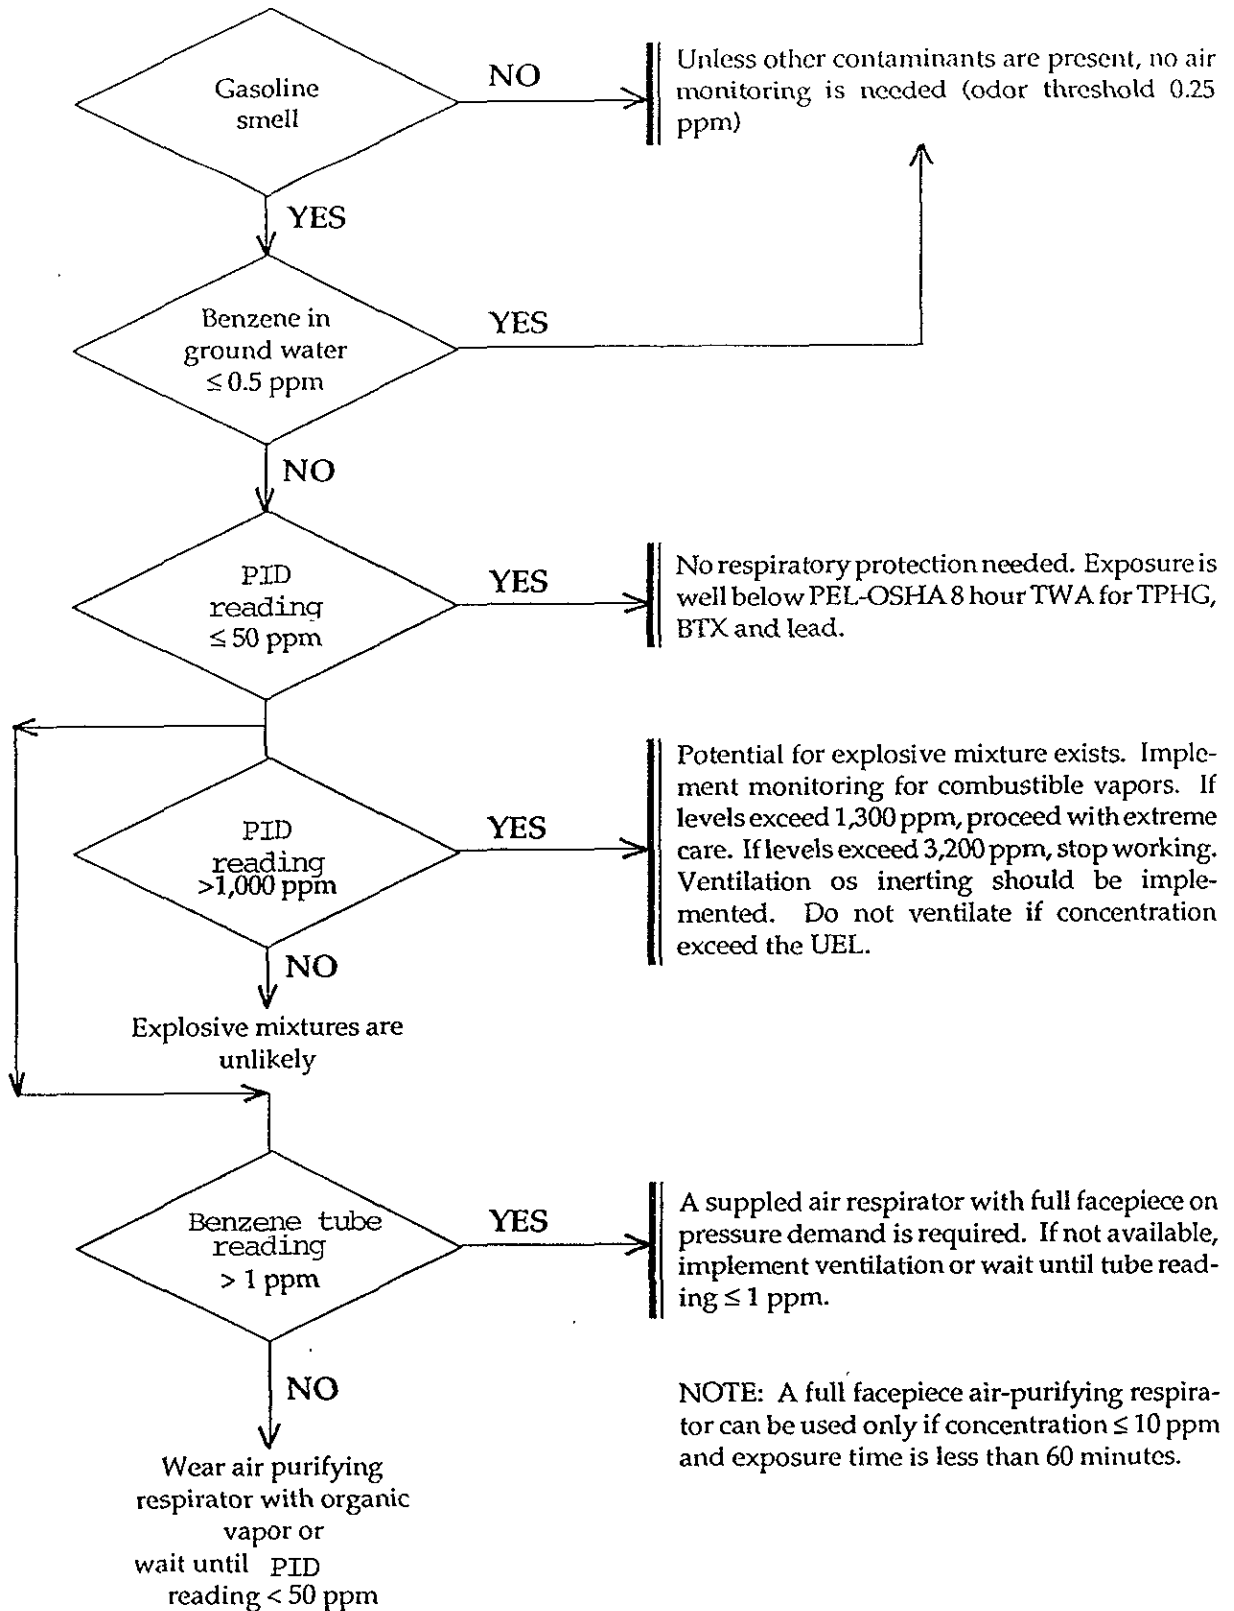 Gasoline
smell
NO
Unless other contaminants are present, no air
monitoring is needed (odor threshold 0.25
ppm)
YES
Benzene in
ground water
≤ 0.5 ppm
YES
NO
PID
reading
≤ 50 ppm
YES
No respiratory protection needed. Exposure is
well below PEL-OSHA 8 hour TWA for TPHG,
BTX and lead.
PID
reading
>1,000 ppm
YES
Potential for explosive mixture exists. Imple-
ment monitoring for combustible vapors. If
levels exceed 1,300 ppm, proceed with extreme
care. If levels exceed 3,200 ppm, stop working.
Ventilation os inerting should be imple-
mented. Do not ventilate if concentration
exceed the UEL.
NO
Explosive mixtures are
unlikely
Benzene tube
reading
> 1 ppm
YES
A suppled air respirator with full facepiece on
pressure demand is required. If not available,
implement ventilation or wait until tube read-
ing ≤ 1 ppm.
NO
NOTE: A full facepiece air-purifying respira-
tor can be used only if concentration ≤ 10 ppm
and exposure time is less than 60 minutes.
Wear air purifying
respirator with organic
vapor or
wait until PID
reading < 50 ppm